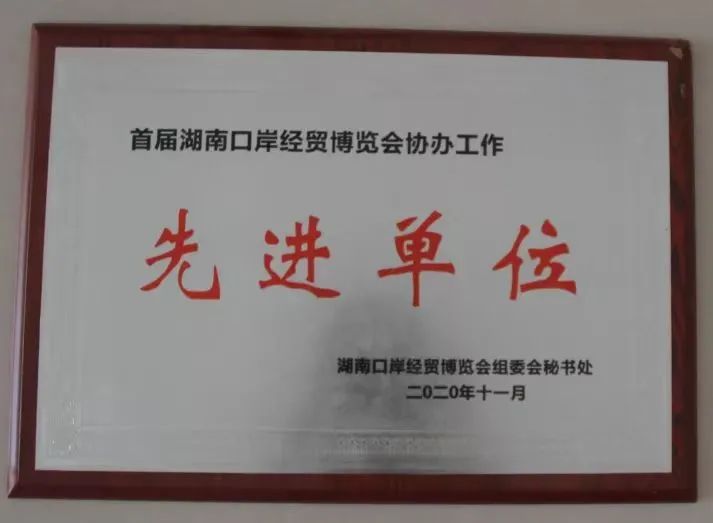 首届湖南口岸经贸博览会协办工作
先进单位
湖南口岸经贸博览会组委会秘书处
二〇二〇年十一月